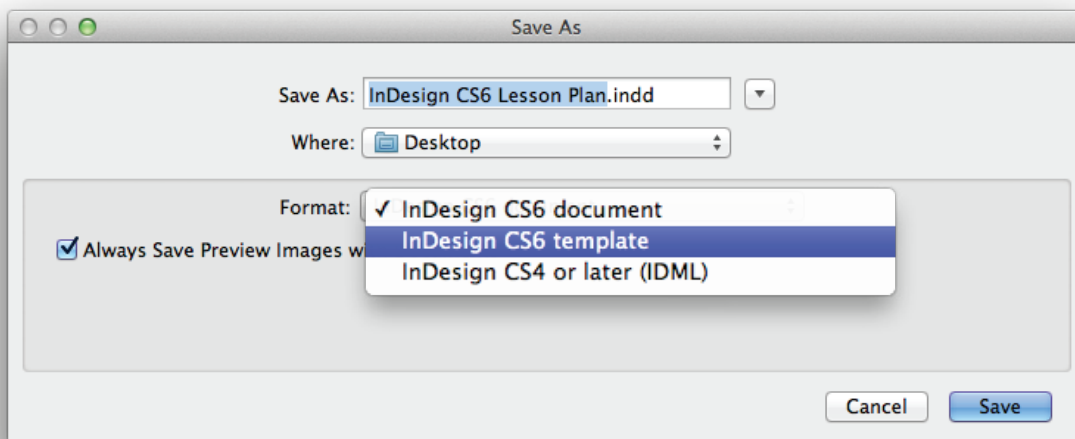 Save As
Save As: InDesign CS6 Lesson Plan.indd
Where: Desktop
Format:
✓ InDesign CS6 document
InDesign CS6 template
InDesign CS4 or later (IDML)
Always Save Preview Images w
Cancel Save